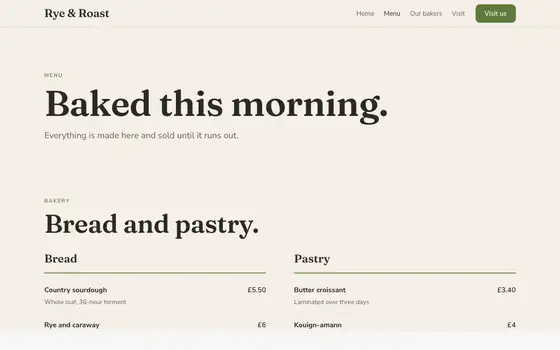 Rye & Roast
Home Menu Our bakers Visit Visit us
MENU
Baked this morning.
Everything is made here and sold until it runs out.
BAKERY
Bread and pastry.
Bread
Country sourdough £5.50
Whole loaf, 36-hour ferment
Rye and caraway £6
Pastry
Butter croissant £3.40
Laminated over three days
Kouign-amann £4